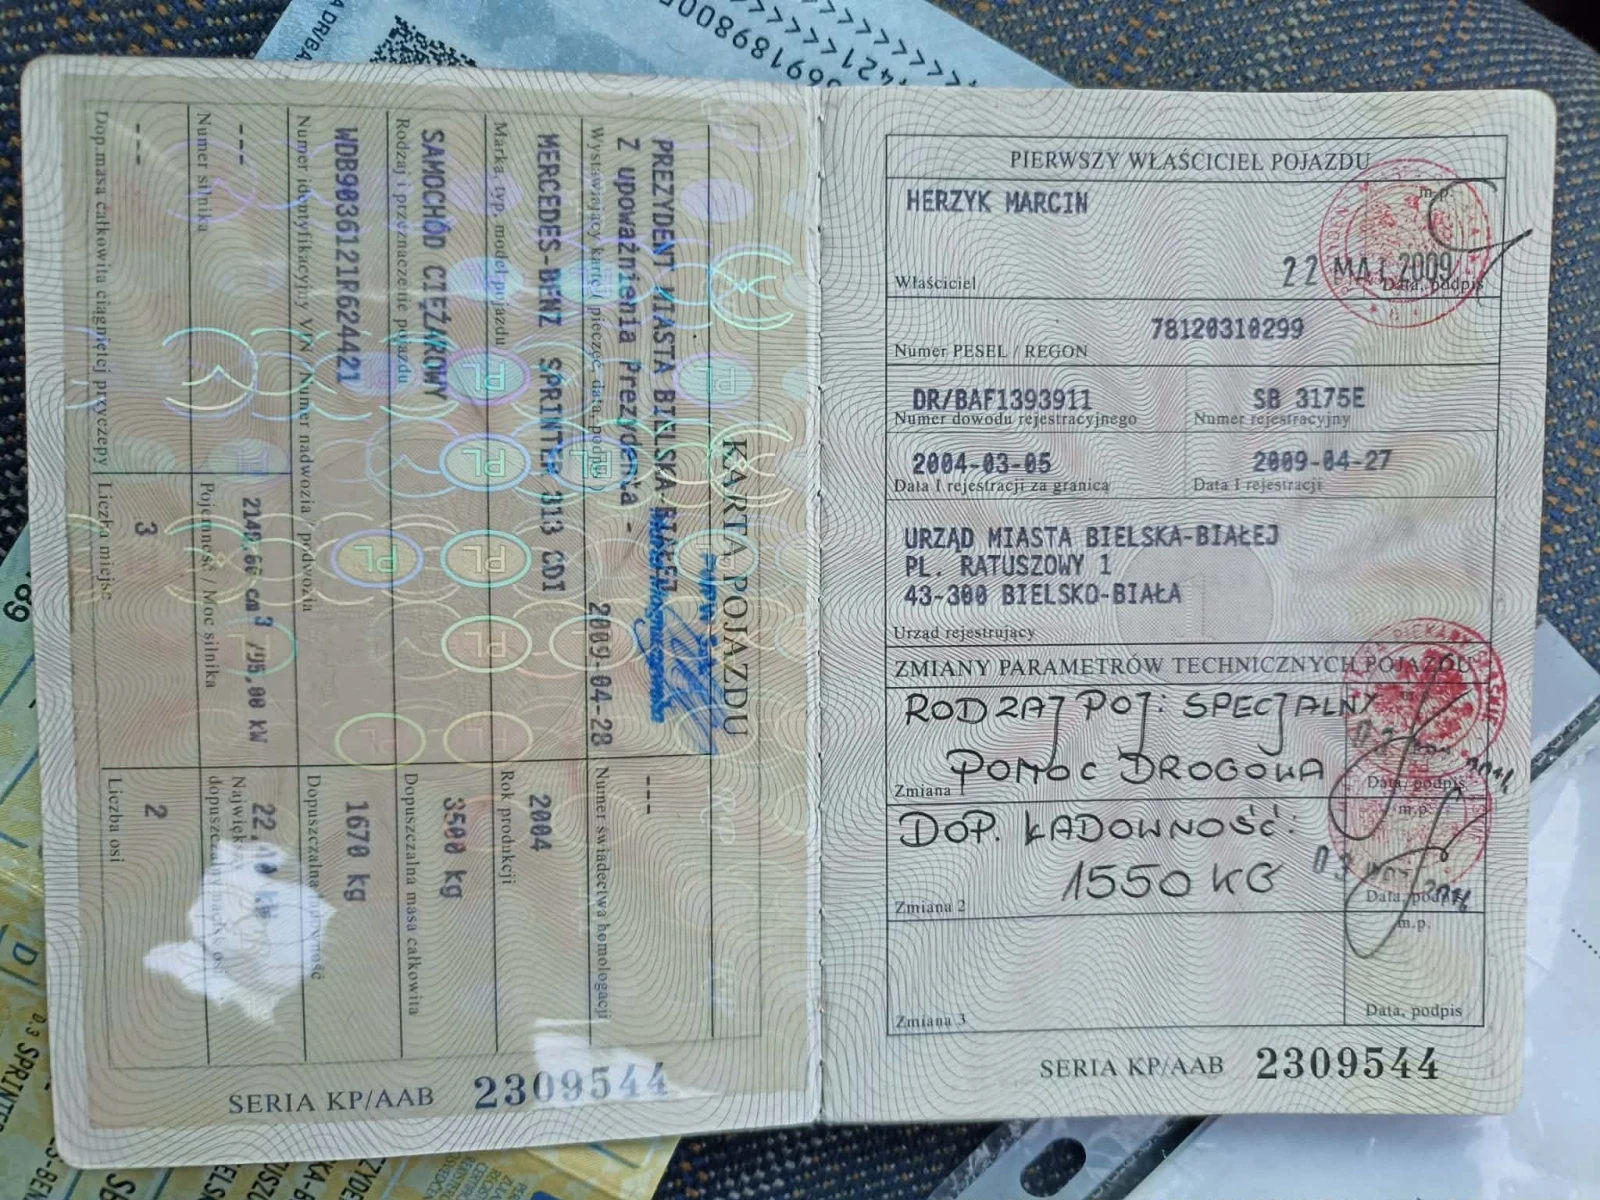 KARTA POJAZDU
PREZYDENT MIASTA BIELSKA-BIAŁEJ
Z upoważnienia Prezydenta -
2009-04-28
Wystawiający kartę ( pieczęć, data, podpis )
---
Numer świadectwa homologacji
MERCEDES-BENZ SPRINTER 313 CDI
Marka, typ, model pojazdu
2004
Rok produkcji
SAMOCHÓD CIĘŻAROWY
Rodzaj i przeznaczenie pojazdu
3500 kg
Dopuszczalna masa całkowita
WDB9036121R624421
Numer identyfikacyjny VIN / Numer nadwozia / podwozia
1670 kg
Dopuszczalna ładowność
---
Numer silnika
2149,66 cm3 /95,00 kW
Pojemność / Moc silnika
---
Dop.masa całkowita ciągniętej przyczepy
3
Liczba miejsc
2
Liczba osi
SERIA KP/AAB 2309544
PIERWSZY WŁAŚCICIEL POJAZDU
HERZYK MARCIN
m.p.
22 MAJ 2009
Właściciel
Data, podpis
78120310299
Numer PESEL / REGON
DR/BAF1393911 SB 3175E
Numer dowodu rejestracyjnego Numer rejestracyjny
2004-03-05 2009-04-27
Data I rejestracji za granicą Data I rejestracji
URZĄD MIASTA BIELSKA-BIAŁEJ
PL. RATUSZOWY 1
43-300 BIELSKO-BIAŁA
Urząd rejestrujący
ZMIANY PARAMETRÓW TECHNICZNYCH POJAZDU
RODZAJ POJ: SPECJALNY
POMOC DROGOWA
Zmiana 1 Data, podpis
DOP. ŁADOWNOŚĆ: m.p.
1550 KG
Zmiana 2 Data, podpis
m.p.
Zmiana 3 Data, podpis
SERIA KP/AAB 2309544